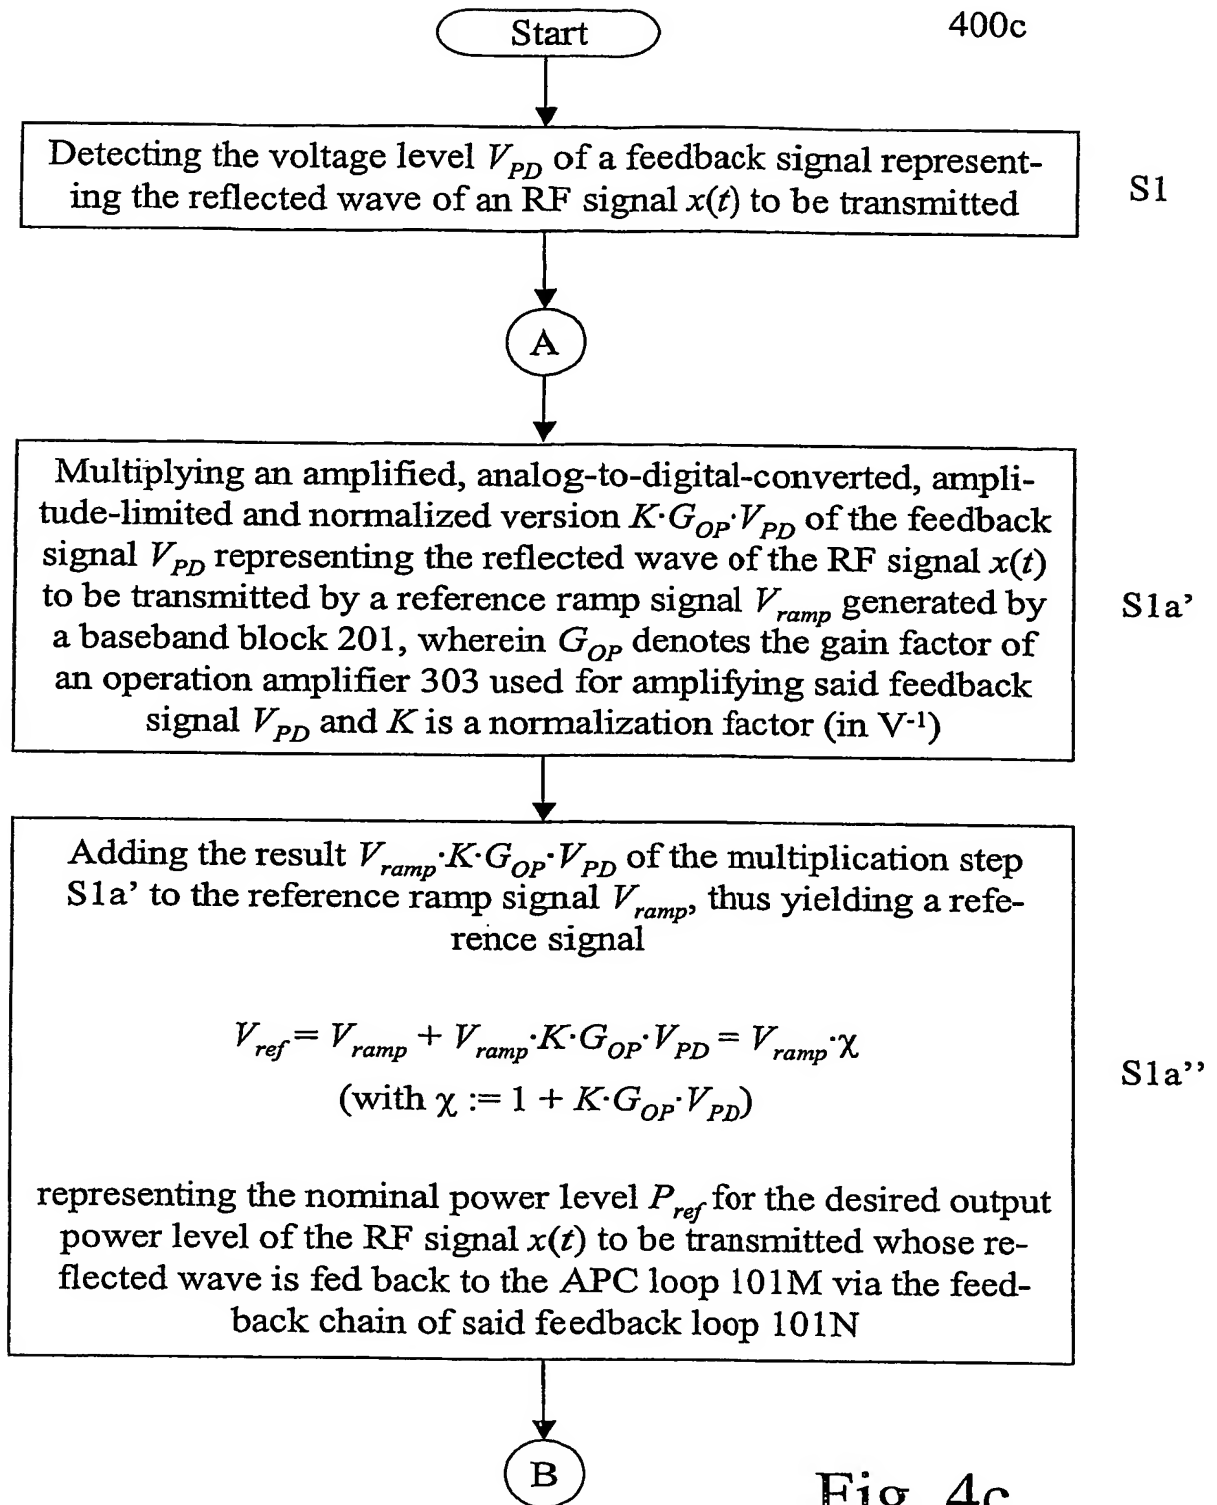 Start
400c
Detecting the voltage level V_PD of a feedback signal represent-
ing the reflected wave of an RF signal x(t) to be transmitted
S1
A
Multiplying an amplified, analog-to-digital-converted, ampli-
tude-limited and normalized version K·G_OP·V_PD of the feedback
signal V_PD representing the reflected wave of the RF signal x(t)
to be transmitted by a reference ramp signal V_ramp generated by
a baseband block 201, wherein G_OP denotes the gain factor of
an operation amplifier 303 used for amplifying said feedback
signal V_PD and K is a normalization factor (in V⁻¹)
S1a’
Adding the result V_ramp·K·G_OP·V_PD of the multiplication step
S1a’ to the reference ramp signal V_ramp, thus yielding a refe-
rence signal
V_ref = V_ramp + V_ramp·K·G_OP·V_PD = V_ramp·χ
(with χ := 1 + K·G_OP·V_PD)
S1a’’
representing the nominal power level P_ref for the desired output
power level of the RF signal x(t) to be transmitted whose re-
flected wave is fed back to the APC loop 101M via the feed-
back chain of said feedback loop 101N
B
Fig. 4c